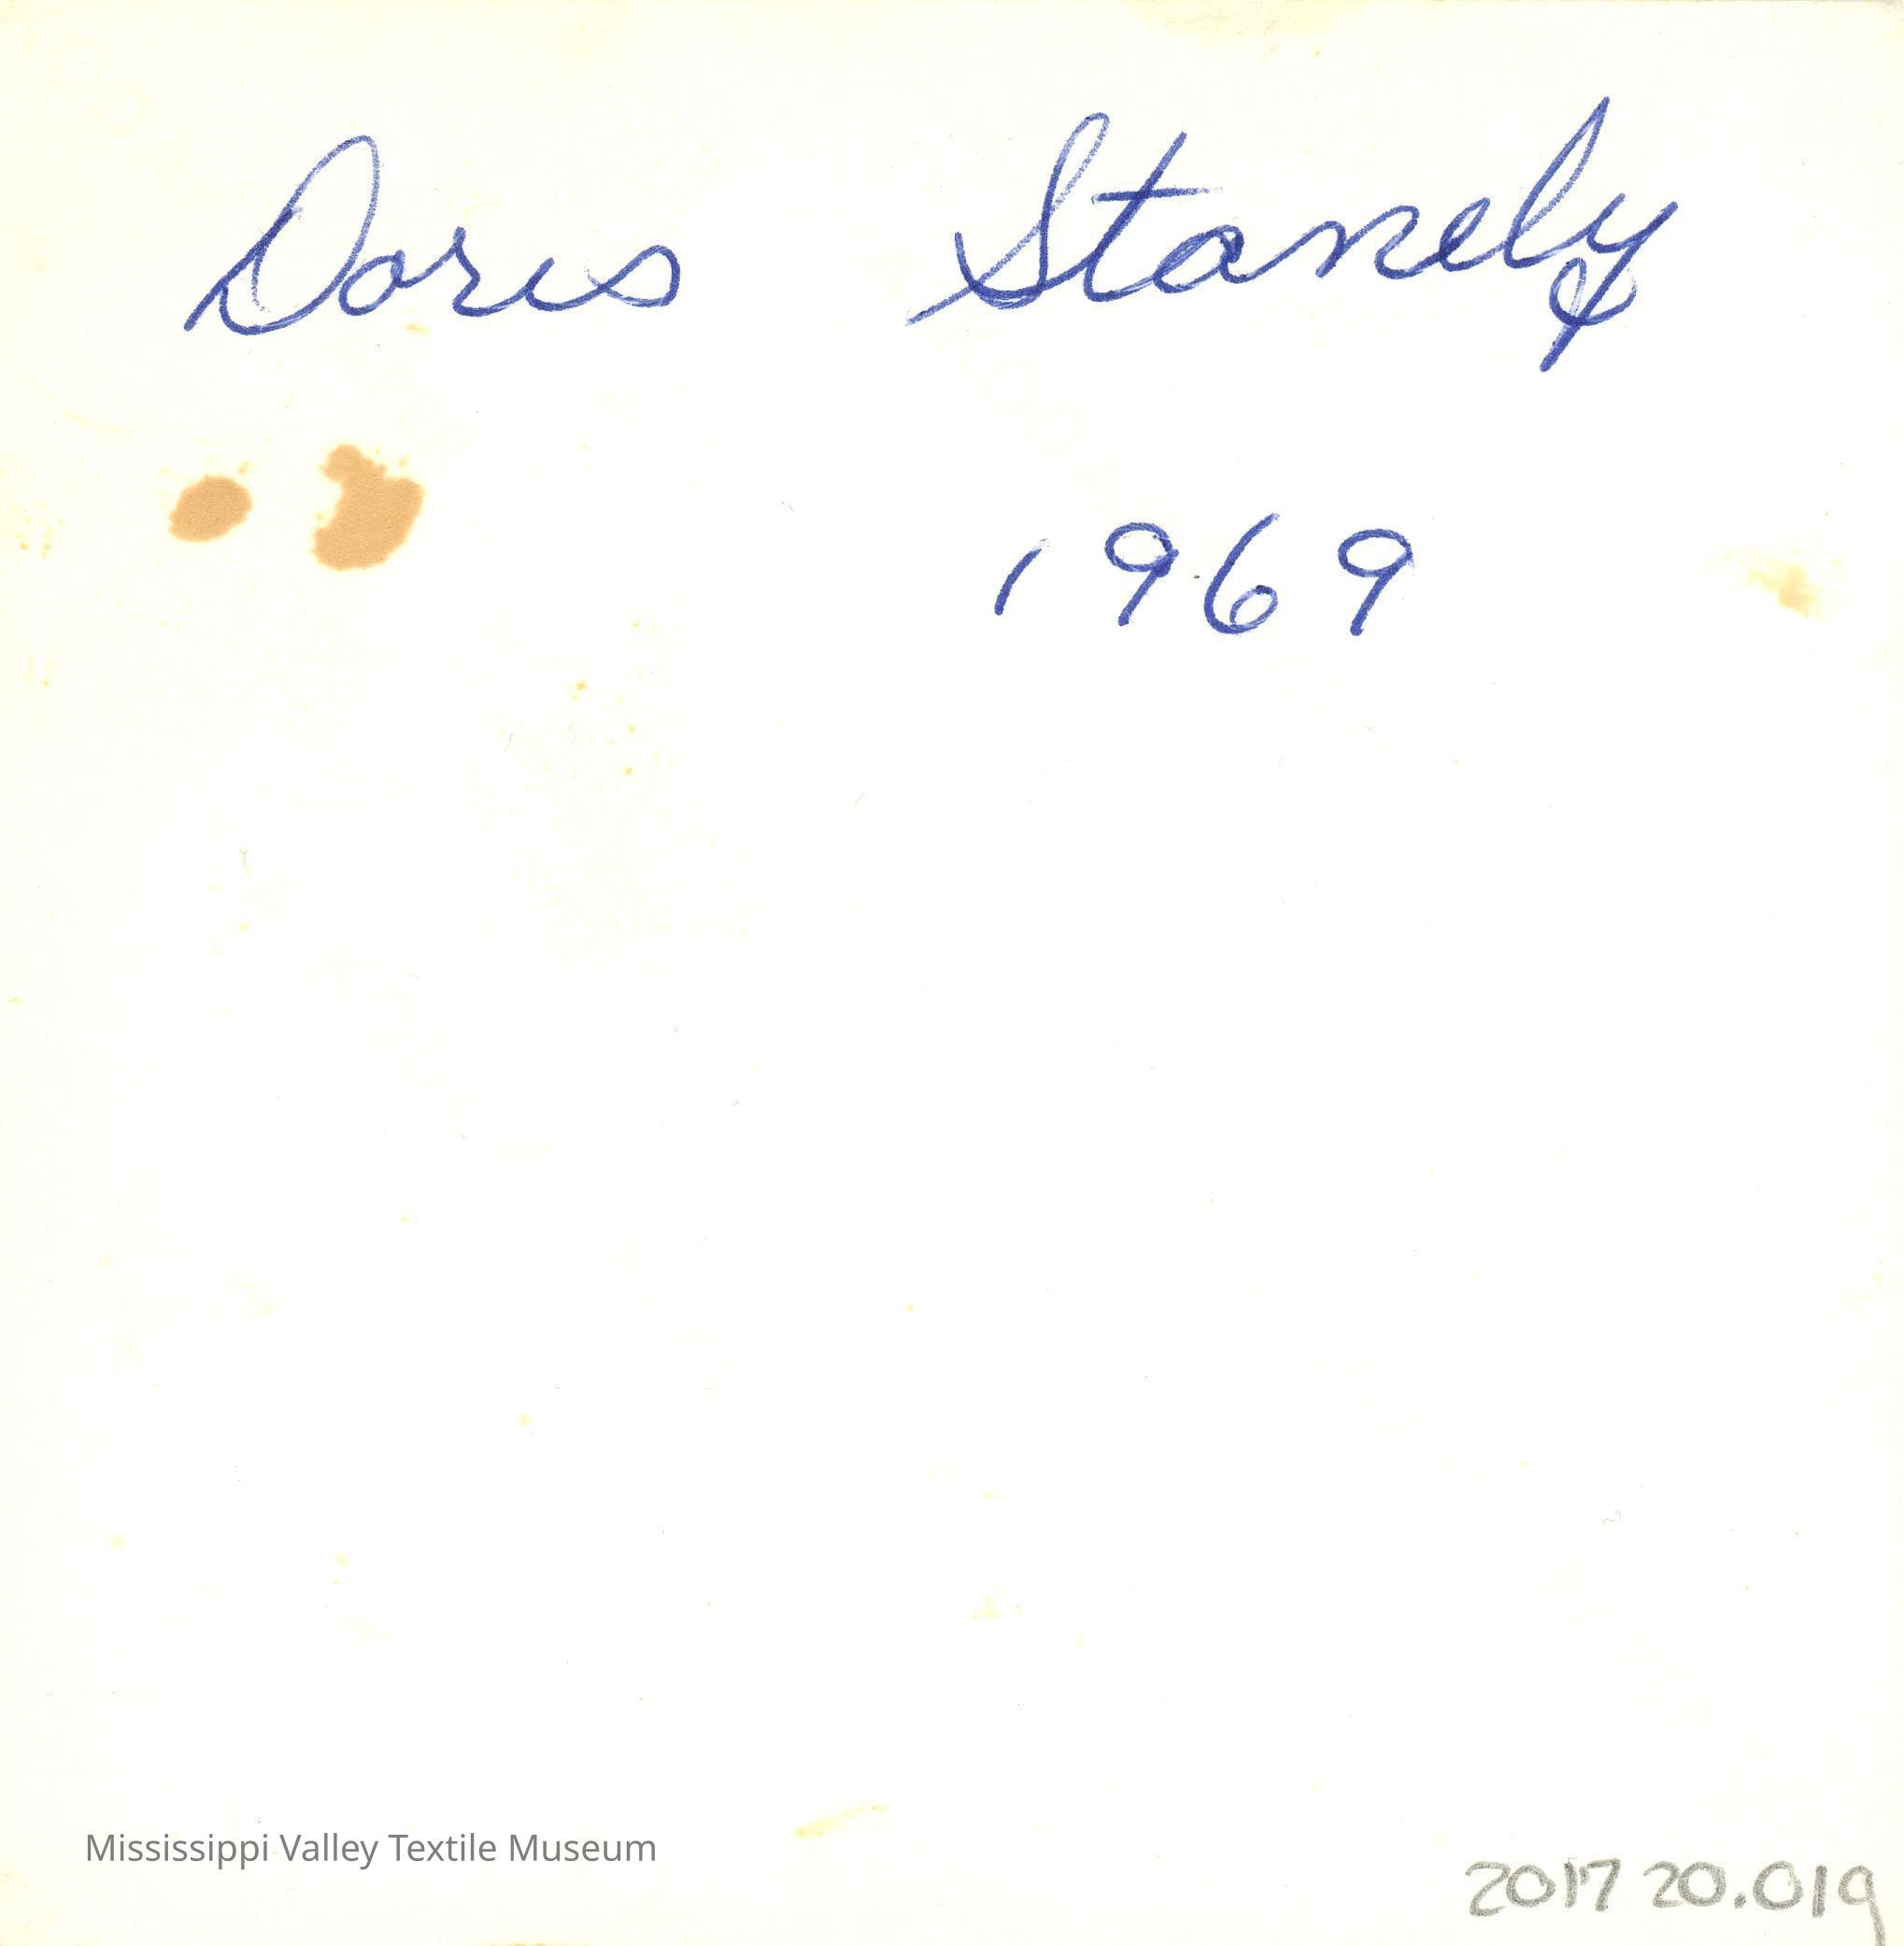 Doris Stanely
1969
Mississippi Valley Textile Museum
2017 20.019